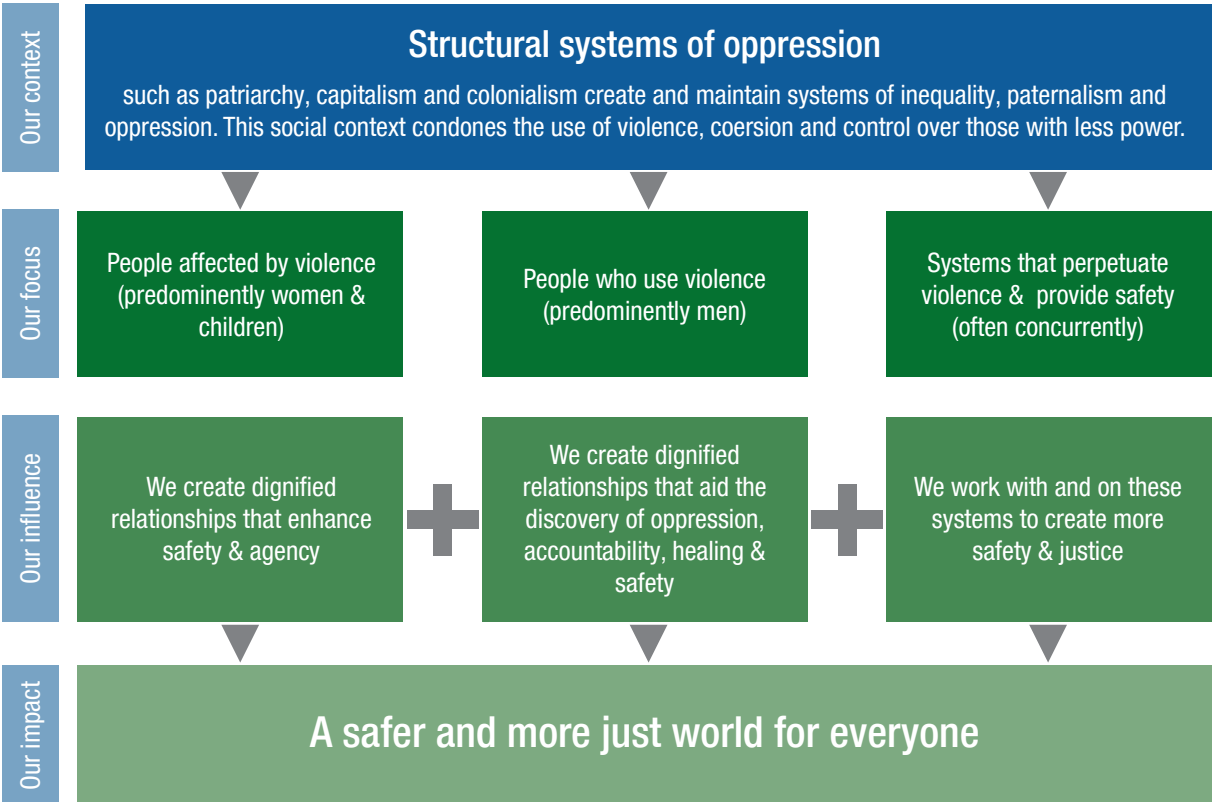 Our context
Structural systems of oppression
such as patriarchy, capitalism and colonialism create and maintain systems of inequality, paternalism and
oppression. This social context condones the use of violence, coersion and control over those with less power.
Our focus
People affected by violence
(predominently women &
children)
People who use violence
(predominently men)
Systems that perpetuate
violence & provide safety
(often concurrently)
Our influence
We create dignified
relationships that enhance
safety & agency
We create dignified
relationships that aid the
discovery of oppression,
accountability, healing &
safety
We work with and on these
systems to create more
safety & justice
Our impact
A safer and more just world for everyone